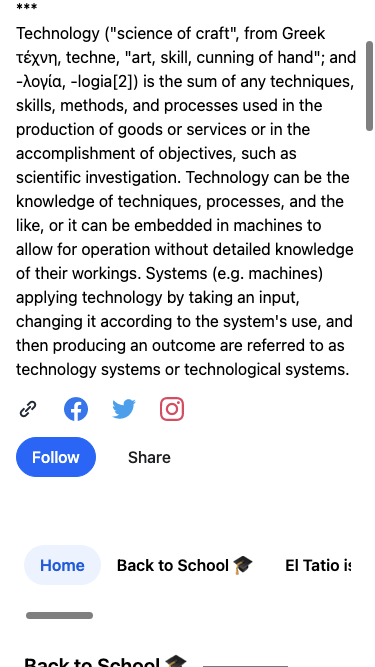 ***
Technology ("science of craft", from Greek
τέχνη, techne, "art, skill, cunning of hand"; and
-λογία, -logia[2]) is the sum of any techniques,
skills, methods, and processes used in the
production of goods or services or in the
accomplishment of objectives, such as
scientific investigation. Technology can be the
knowledge of techniques, processes, and the
like, or it can be embedded in machines to
allow for operation without detailed knowledge
of their workings. Systems (e.g. machines)
applying technology by taking an input,
changing it according to the system's use, and
then producing an outcome are referred to as
technology systems or technological systems.
Follow Share
Home Back to School 🎓 El Tatio is
Back to School 🎓